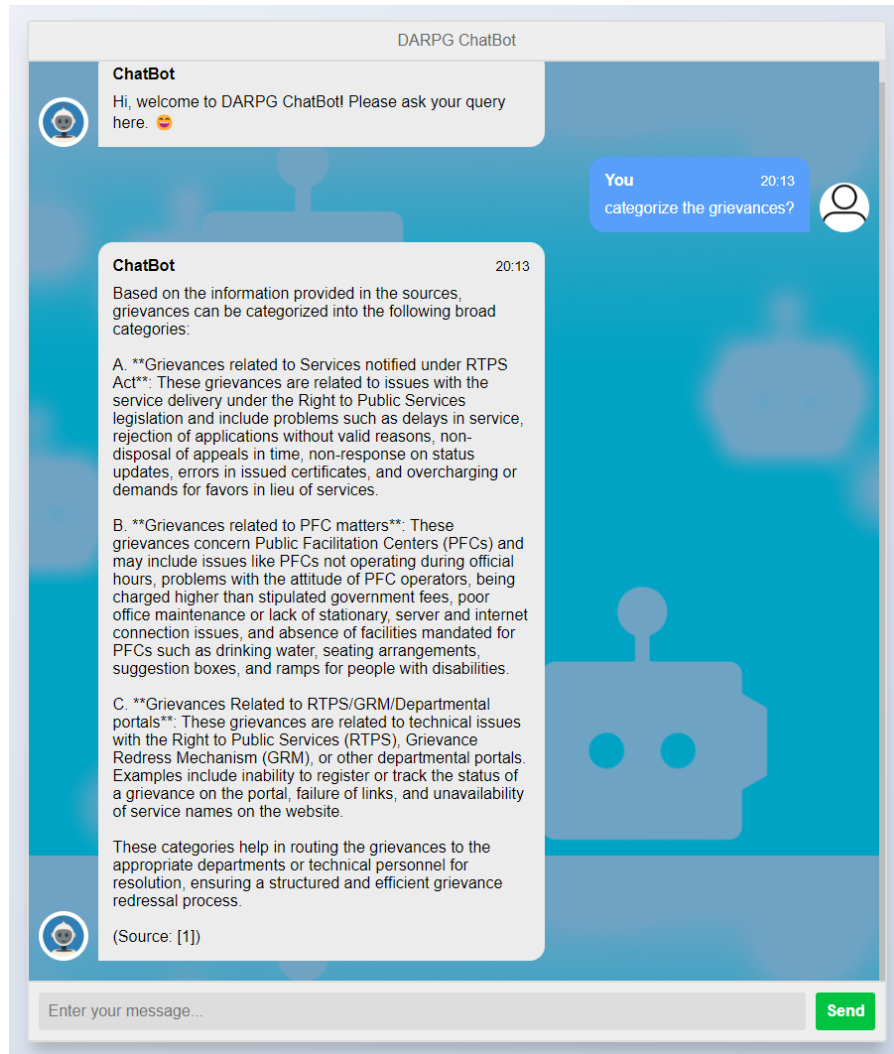 DARPG ChatBot
ChatBot
Hi, welcome to DARPG ChatBot! Please ask your query
here. 😄
You 20:13
categorize the grievances?
ChatBot 20:13
Based on the information provided in the sources,
grievances can be categorized into the following broad
categories:
A. **Grievances related to Services notified under RTPS
Act**: These grievances are related to issues with the
service delivery under the Right to Public Services
legislation and include problems such as delays in service,
rejection of applications without valid reasons, non-
disposal of appeals in time, non-response on status
updates, errors in issued certificates, and overcharging or
demands for favors in lieu of services.
B. **Grievances related to PFC matters**: These
grievances concern Public Facilitation Centers (PFCs) and
may include issues like PFCs not operating during official
hours, problems with the attitude of PFC operators, being
charged higher than stipulated government fees, poor
office maintenance or lack of stationary, server and internet
connection issues, and absence of facilities mandated for
PFCs such as drinking water, seating arrangements,
suggestion boxes, and ramps for people with disabilities.
C. **Grievances Related to RTPS/GRM/Departmental
portals**: These grievances are related to technical issues
with the Right to Public Services (RTPS), Grievance
Redress Mechanism (GRM), or other departmental portals.
Examples include inability to register or track the status of
a grievance on the portal, failure of links, and unavailability
of service names on the website.
These categories help in routing the grievances to the
appropriate departments or technical personnel for
resolution, ensuring a structured and efficient grievance
redressal process.
(Source: [1])
Enter your message...
Send